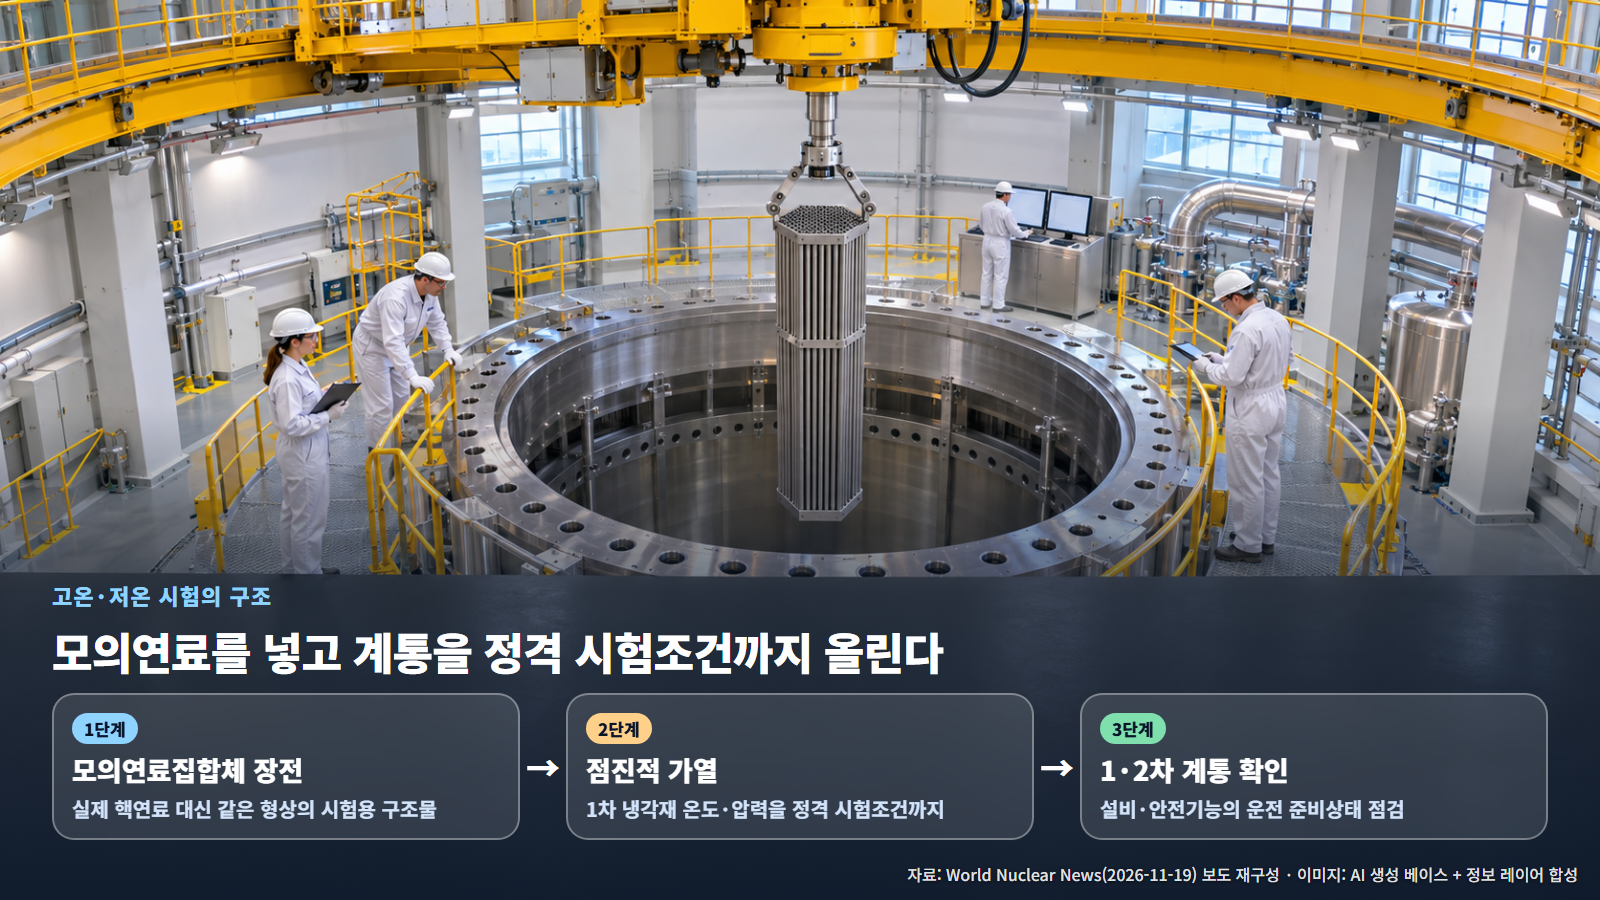 고온·저온 시험의 구조
모의연료를 넣고 계통을 정격 시험조건까지 올린다
1단계
모의연료집합체 장전
실제 핵연료 대신 같은 형상의 시험용 구조물
→
2단계
점진적 가열
1차 냉각재 온도·압력을 정격 시험조건까지
→
3단계
1·2차 계통 확인
설비·안전기능의 운전 준비상태 점검
자료: World Nuclear News(2026-11-19) 보도 재구성 · 이미지: AI 생성 베이스 + 정보 레이어 합성